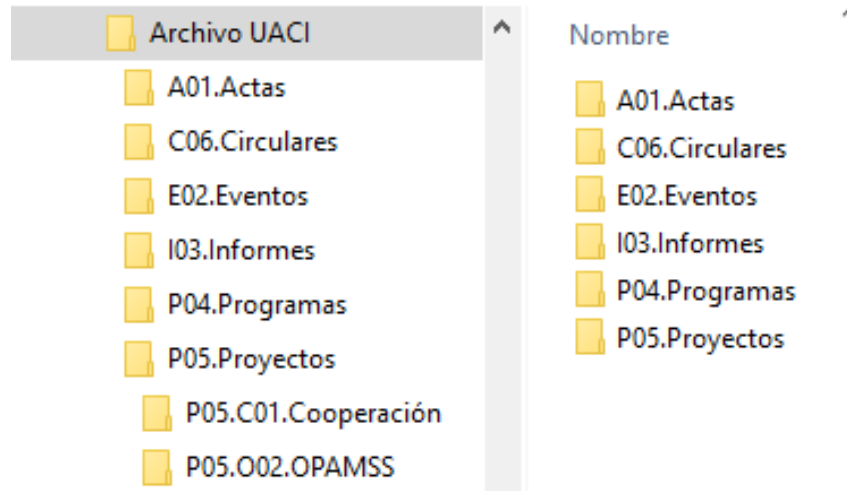 Archivo UACI
A01.Actas
C06.Circulares
E02.Eventos
I03.Informes
P04.Programas
P05.Proyectos
P05.C01.Cooperación
P05.O02.OPAMSS
Nombre
A01.Actas
C06.Circulares
E02.Eventos
I03.Informes
P04.Programas
P05.Proyectos